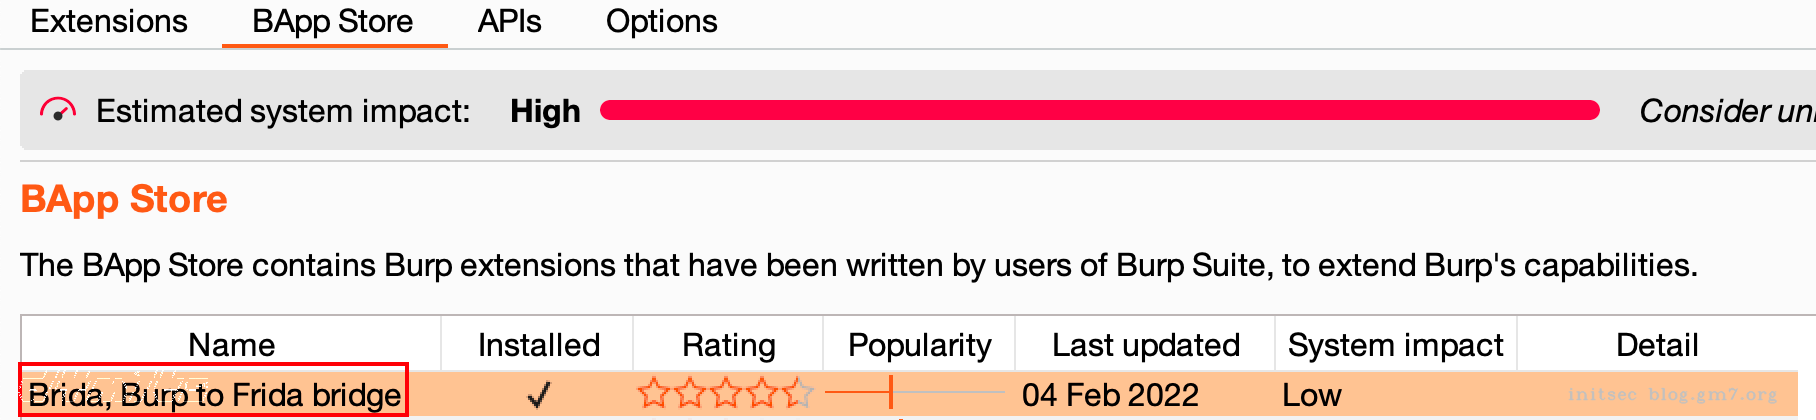 Extensions BApp Store APIs Options
Estimated system impact: High Consider un
BApp Store
The BApp Store contains Burp extensions that have been written by users of Burp Suite, to extend Burp's capabilities.
Name Installed Rating Popularity Last updated System impact Detail
Brida, Burp to Frida bridge 04 Feb 2022 Low initsec blog.gm7.org